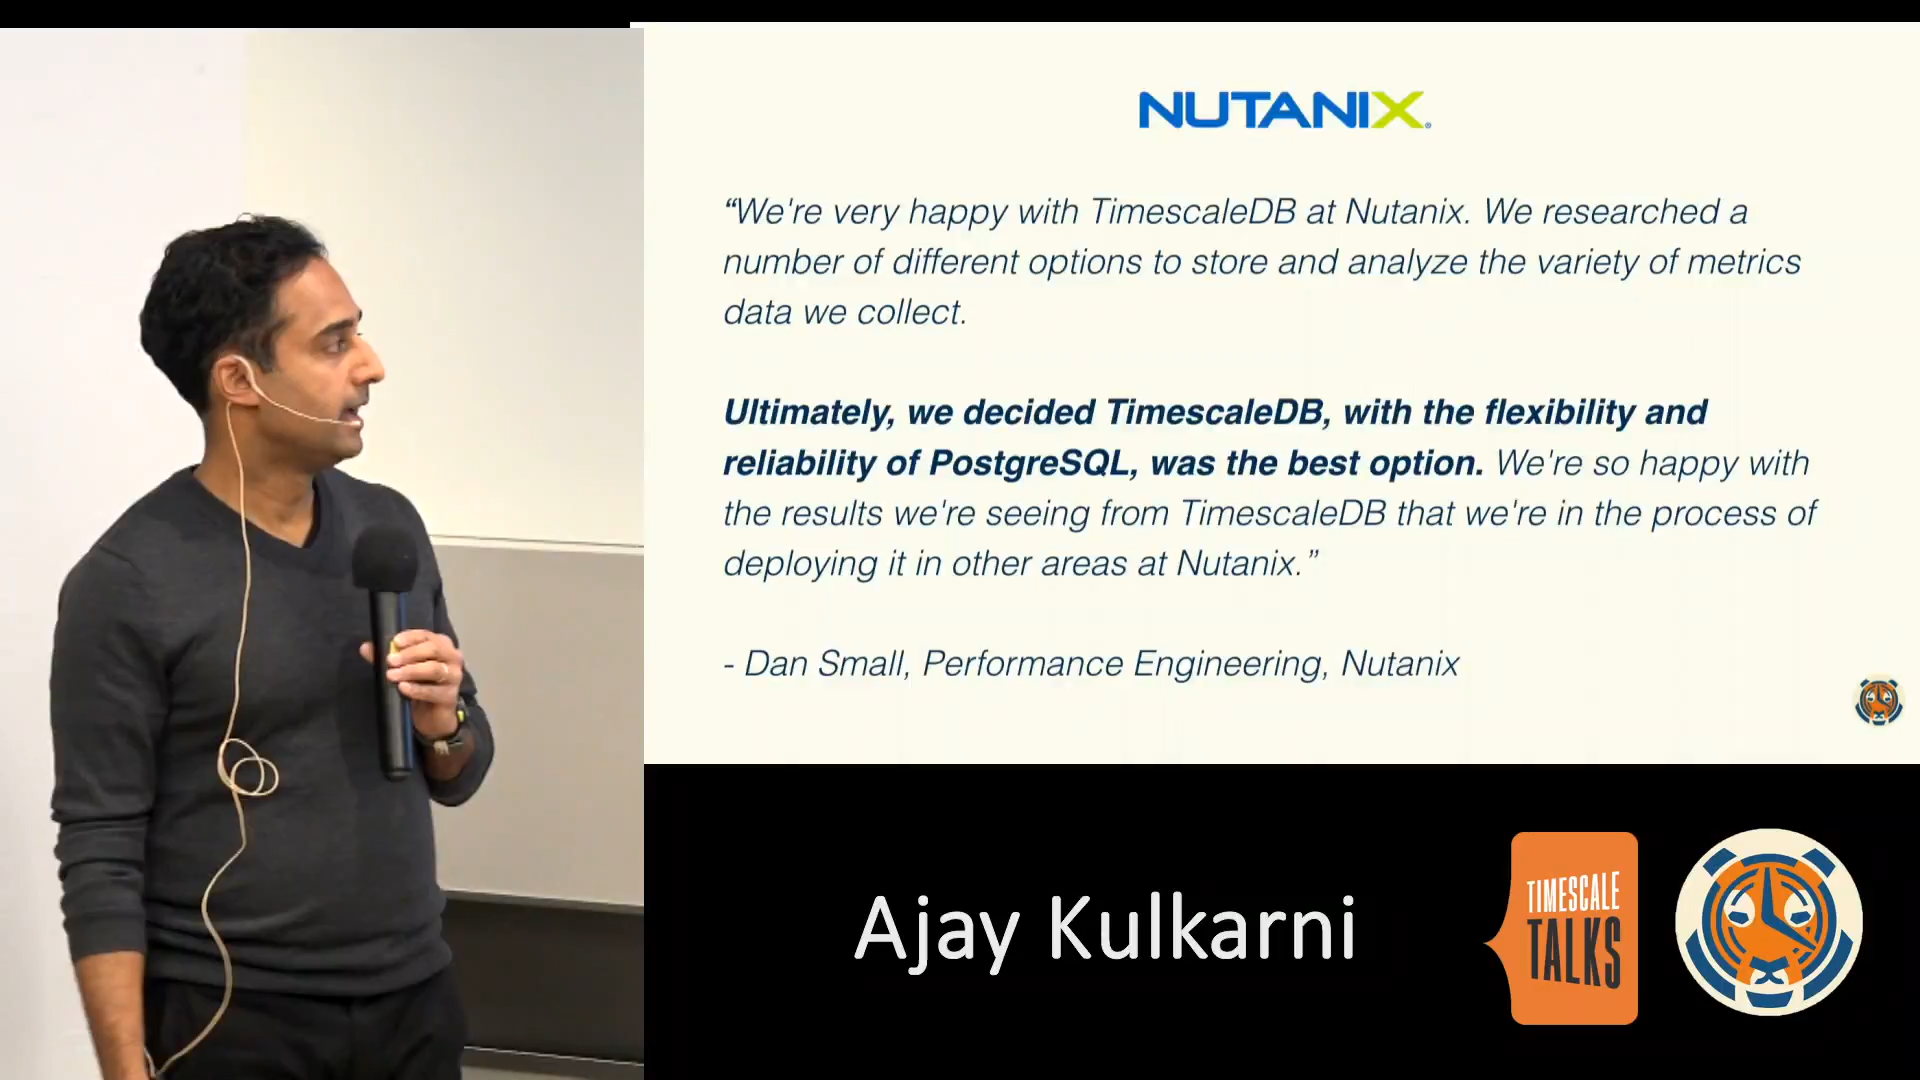 NUTANIX®
“We're very happy with TimescaleDB at Nutanix. We researched a
number of different options to store and analyze the variety of metrics
data we collect.
Ultimately, we decided TimescaleDB, with the flexibility and
reliability of PostgreSQL, was the best option. We're so happy with
the results we're seeing from TimescaleDB that we're in the process of
deploying it in other areas at Nutanix.”
- Dan Small, Performance Engineering, Nutanix
Ajay Kulkarni
TIMESCALE
TALKS